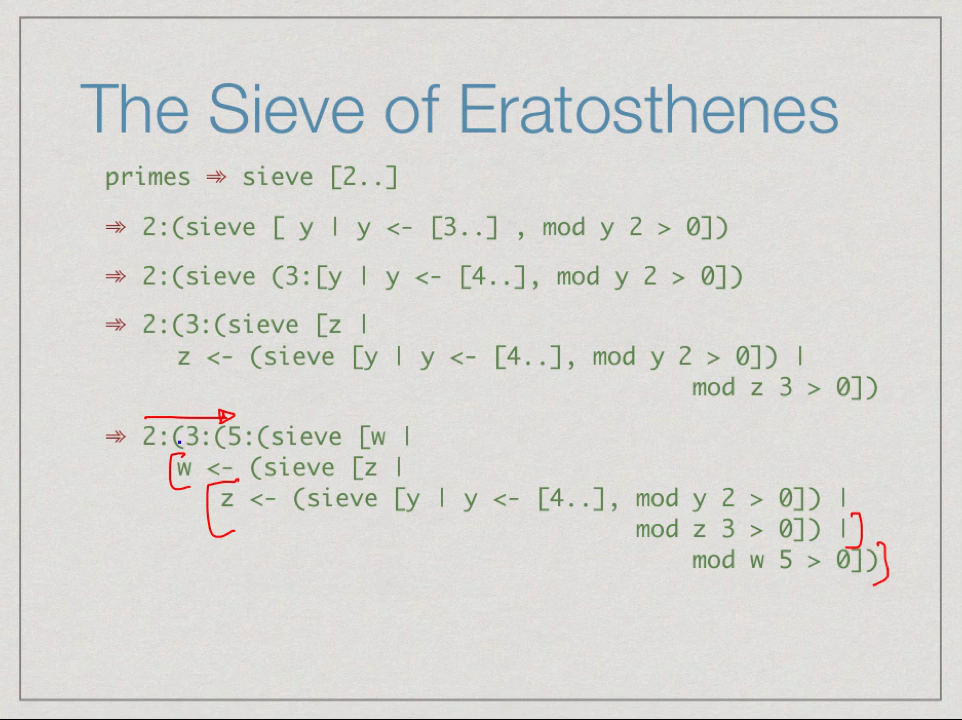 The Sieve of Eratosthenes
primes ⇒ sieve [2..]
⇒ 2:(sieve [ y | y <- [3..] , mod y 2 > 0])
⇒ 2:(sieve (3:[y | y <- [4..], mod y 2 > 0])
⇒ 2:(3:(sieve [z |
z <- (sieve [y | y <- [4..], mod y 2 > 0]) |
mod z 3 > 0])
⇒ 2:(3:(5:(sieve [w |
w <- (sieve [z |
z <- (sieve [y | y <- [4..], mod y 2 > 0]) |
mod z 3 > 0]) |
mod w 5 > 0])